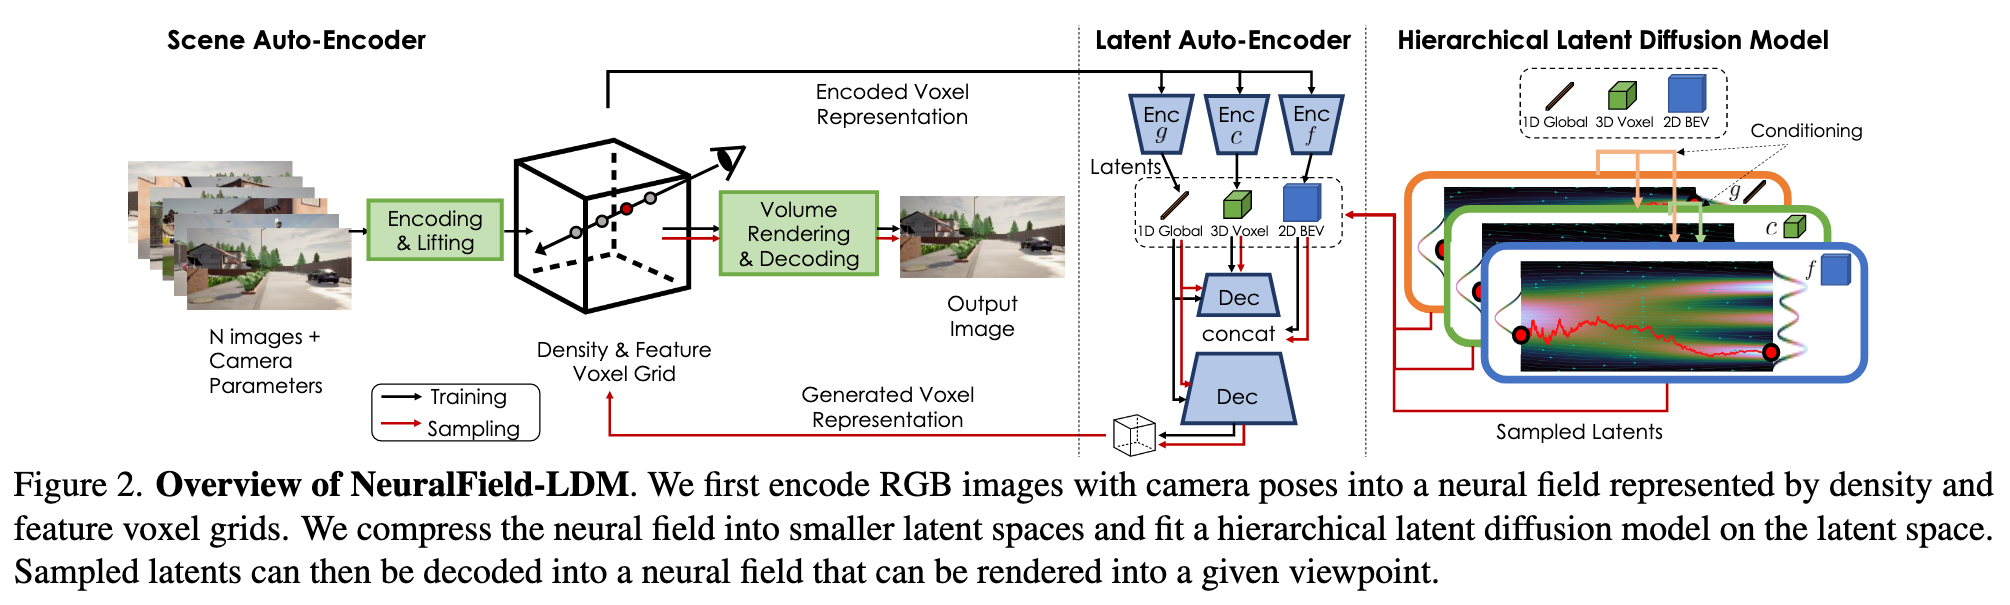 Scene Auto-Encoder
Latent Auto-Encoder
Hierarchical Latent Diffusion Model
Encoded Voxel
Representation
Enc
g
Enc
c
Enc
f
Latents
1D Global
3D Voxel
2D BEV
Encoding
& Lifting
Volume
Rendering
& Decoding
N images +
Camera
Parameters
Density & Feature
Voxel Grid
Output
Image
Training
Sampling
Generated Voxel
Representation
Dec
concat
Dec
1D Global
3D Voxel
2D BEV
Conditioning
g
c
f
Sampled Latents
Figure 2. Overview of NeuralField-LDM. We first encode RGB images with camera poses into a neural field represented by density and
feature voxel grids. We compress the neural field into smaller latent spaces and fit a hierarchical latent diffusion model on the latent space.
Sampled latents can then be decoded into a neural field that can be rendered into a given viewpoint.